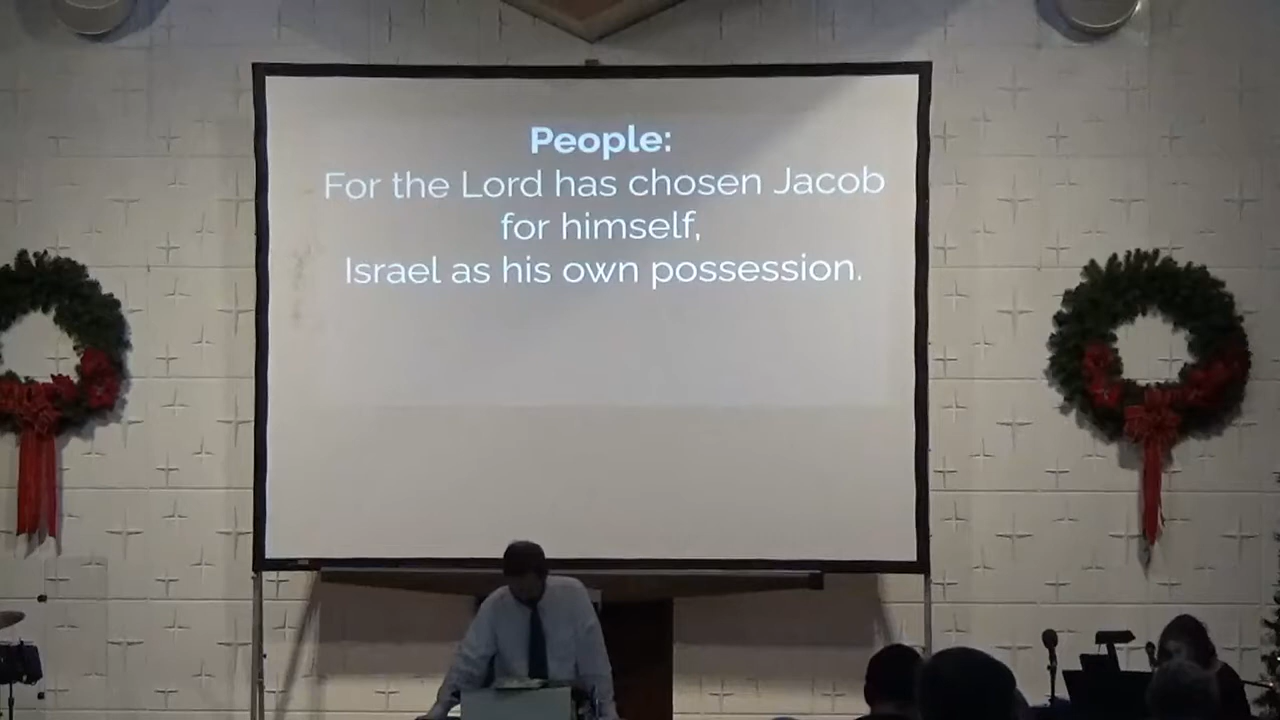 People:
For the Lord has chosen Jacob
for himself,
Israel as his own possession.